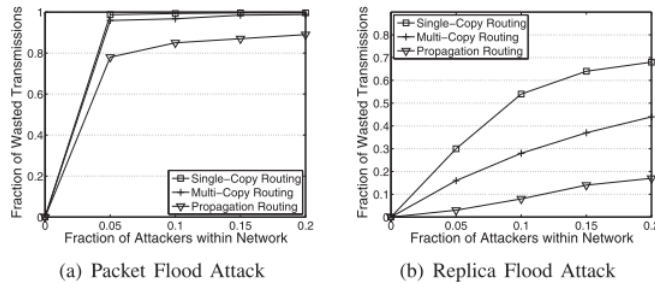 1
0.8
0.6
0.4
0.2
0
0
0.05
0.1
0.15
0.2
Fraction of Wasted Transmissions
Fraction of Attackers within Network
Single-Copy Routing
Multi-Copy Routing
Propagation Routing
(a) Packet Flood Attack
0.8
0.7
0.6
0.5
0.4
0.3
0.2
0.1
0
0
0.05
0.1
0.15
0.2
Fraction of Wasted Transmissions
Fraction of Attackers within Network
Single-Copy Routing
Multi-Copy Routing
Propagation Routing
(b) Replica Flood Attack